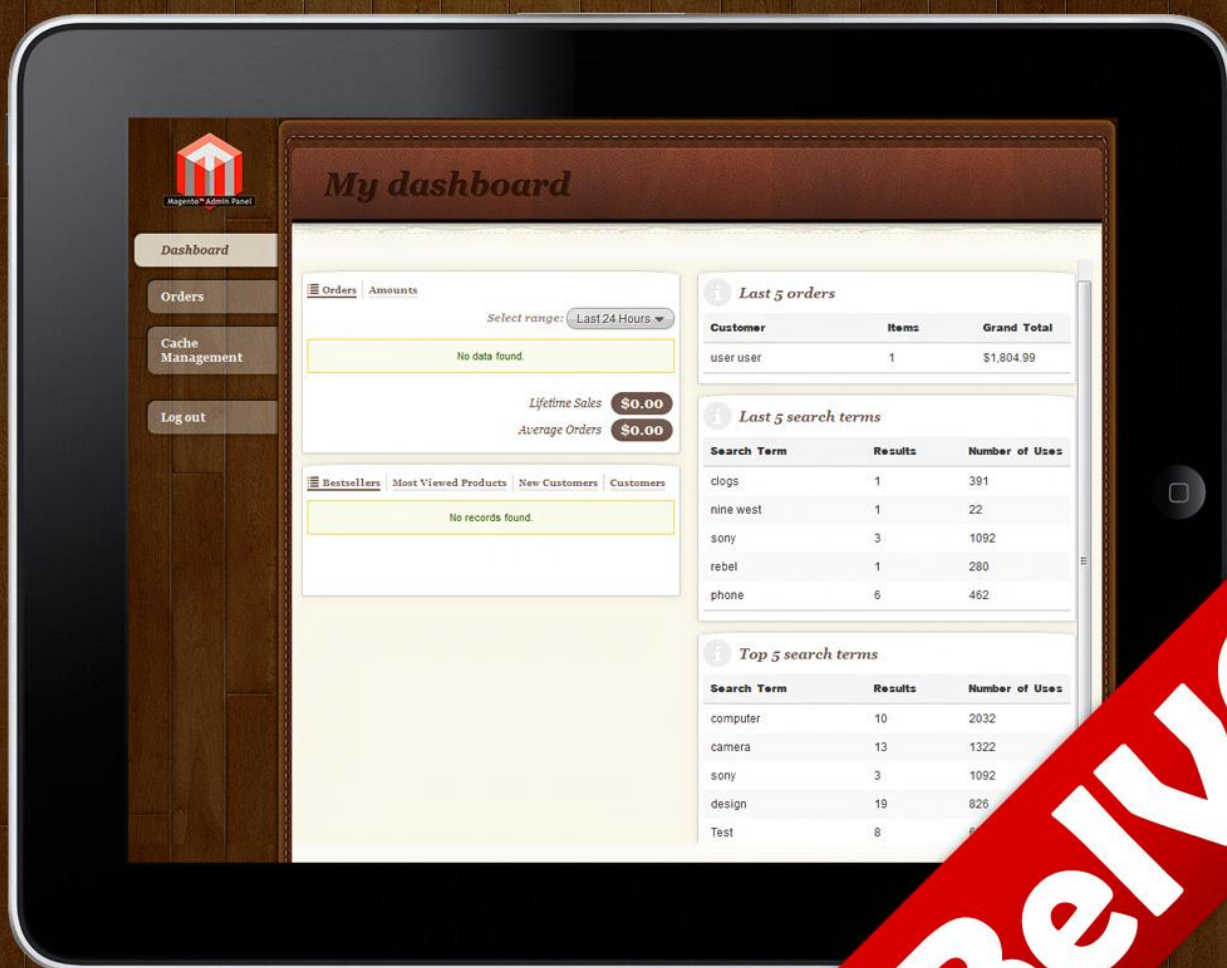 Magento™ Admin Panel
My dashboard
Dashboard
Orders
Cache
Management
Log out
Orders Amounts
Select range: Last 24 Hours
No data found.
Lifetime Sales $0.00
Average Orders $0.00
Bestsellers Most Viewed Products New Customers Customers
No records found.
Last 5 orders
Customer Items Grand Total
user user 1 $1,804.99
Last 5 search terms
Search Term Results Number of Uses
clogs 1 391
nine west 1 22
sony 3 1092
rebel 1 280
phone 6 462
Top 5 search terms
Search Term Results Number of Uses
computer 10 2032
camera 13 1322
sony 3 1092
design 19 826
Test 8